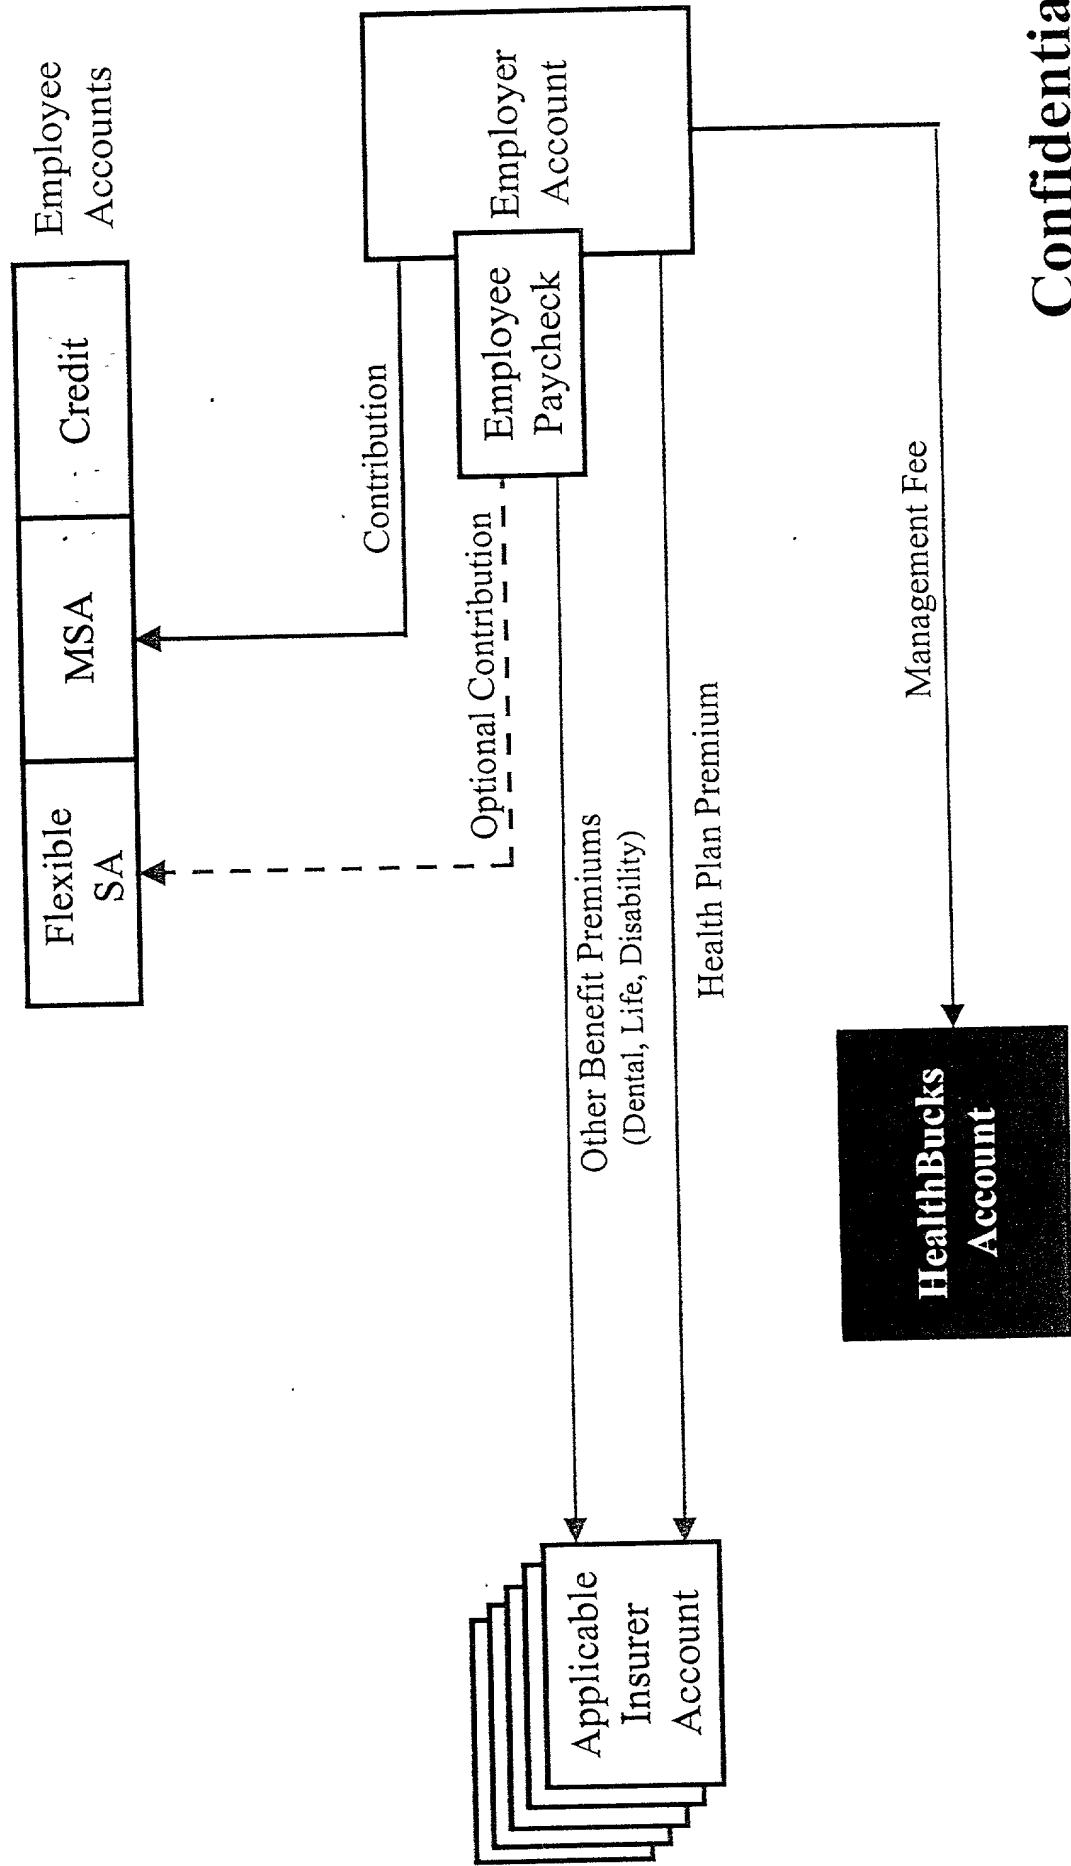 Employee
Accounts
Flexible
SA
MSA
Credit
Contribution
Optional Contribution
Employee
Paycheck
Employer
Account
Other Benefit Premiums
(Dental, Life, Disability)
Health Plan Premium
Applicable
Insurer
Account
Management Fee
HealthBucks
Account
Confidentia